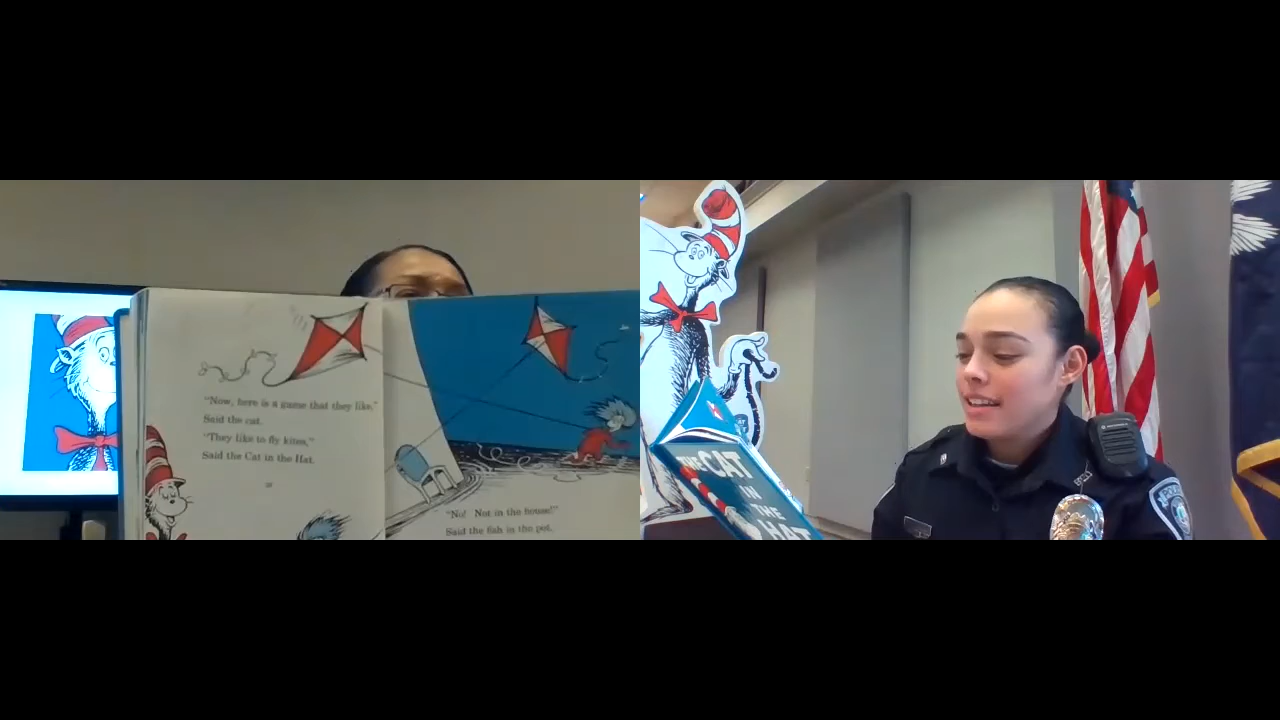 "Now, here is a game that they like,"
Said the cat.
"They like to fly kites,"
Said the Cat in the Hat.
"No! Not in the house!"
Said the fish in the pot.
THE CAT
IN
THE
HAT